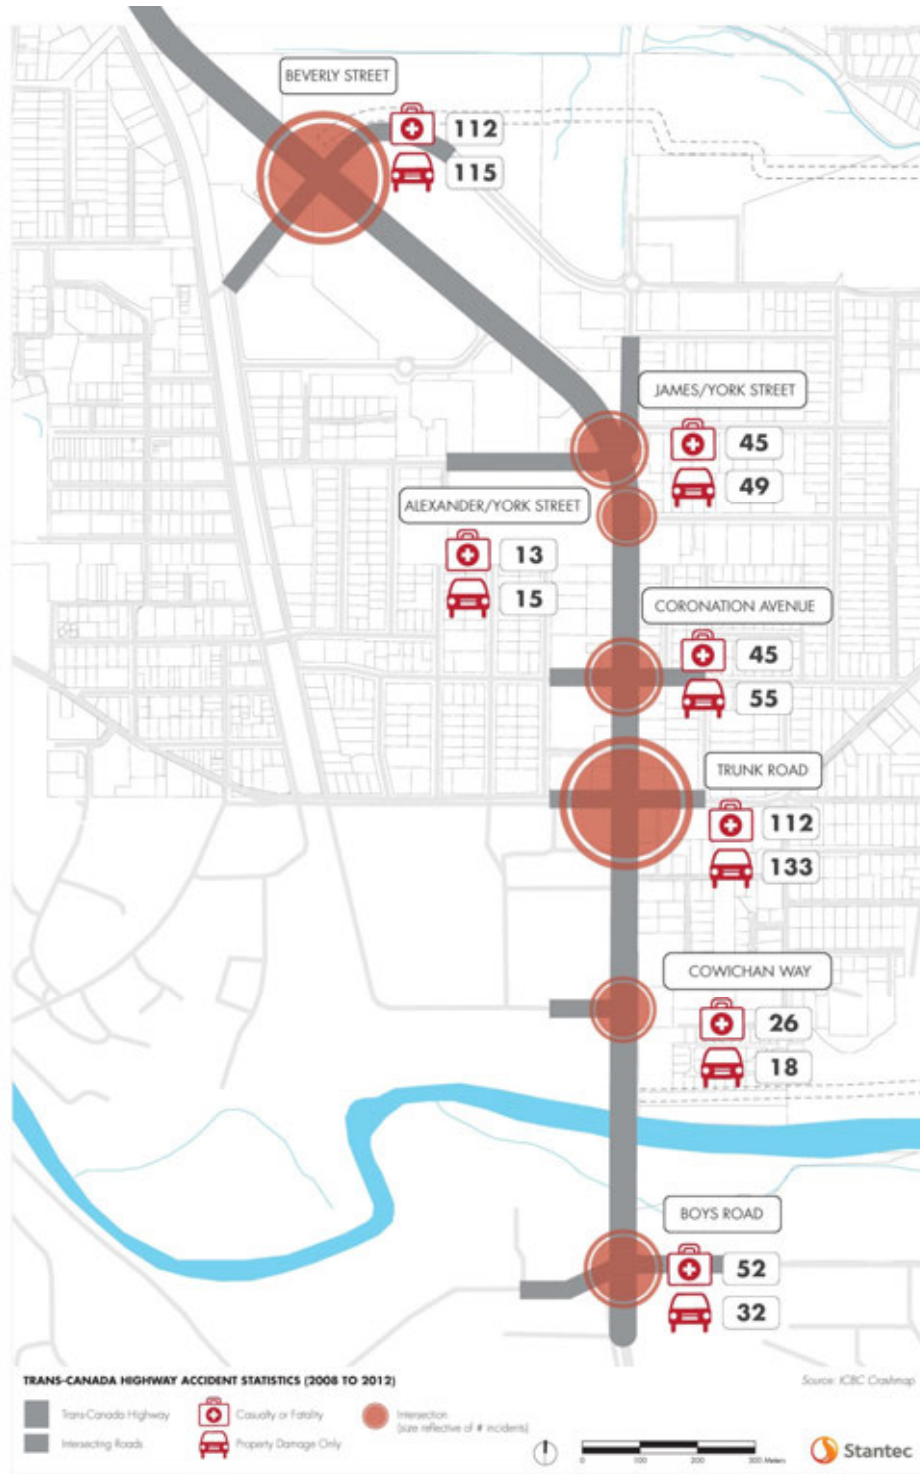 BEVERLY STREET
112
115
JAMES/YORK STREET
45
49
ALEXANDER/YORK STREET
13
15
CORONATION AVENUE
45
55
TRUNK ROAD
112
133
COWICHAN WAY
26
18
BOYS ROAD
52
32
TRANS-CANADA HIGHWAY ACCIDENT STATISTICS (2008 TO 2012)
Source: ICBC Crashmap
Trans-Canada Highway
Casualty or Fatality
Intersection
(size reflective of # incidents)
Intersecting Roads
Property Damage Only
0 100 200 300 Meters
Stantec